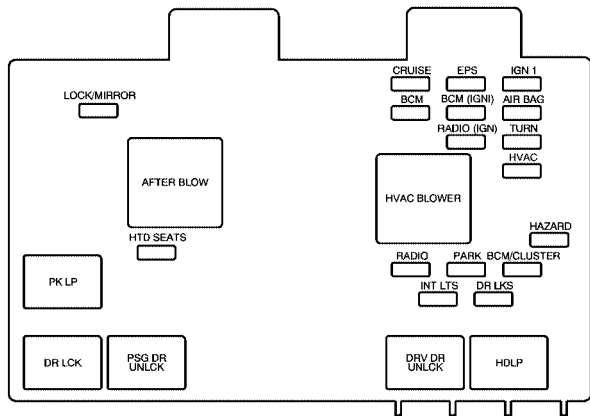 CRUISE EPS IGN 1
LOCK/MIRROR
BCM BCM (IGNI) AIR BAG
RADIO (IGN) TURN
HVAC
AFTER BLOW
HVAC BLOWER
HAZARD
HTD SEATS
RADIO PARK BCM/CLUSTER
PK LP
INT LTS DR LKS
DR LCK
PSG DR
UNLCK
DRV DR
UNLCK
HDLP